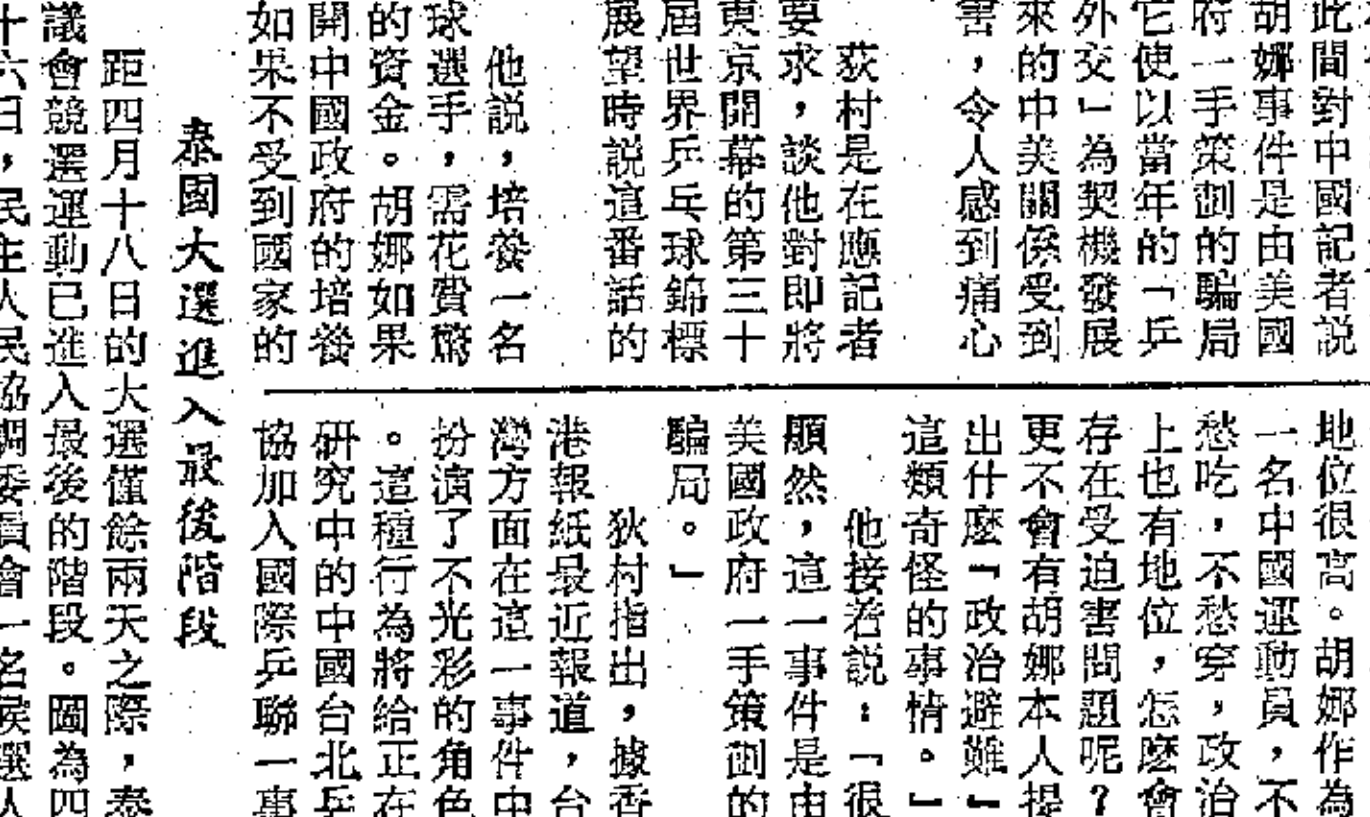 此間對中國記者説
胡娜事件是由美國
府一手策劃的騙局
它使以當年的「乒
外交」為契機發展
來的中美關係受到
害，令人感到痛心
荻村是在應記者
要求，談他對即將
東京開幕的第三十
屆世界乒乓球錦標
展望時説這番話的
他説，培養一名
球選手，需花費驚
的資金。胡娜如果
開中國政府的培養
如果不受到國家的
地位很高。胡娜作為
一名中國運動員，不
愁吃，不愁穿，政治
上也有地位，怎麽會
存在受迫害問題呢？
更不會有胡娜本人提
出什麽「政治避難」
這類奇怪的事情。」
他接着説：「很
顯然，這一事件是由
美國政府一手策劃的
騙局。」
狄村指出，據香
港報紙最近報道，台
灣方面在這一事件中
扮演了不光彩的角色
。這種行為將給正在
研究中的中國台北乒
協加入國際乒聯一事
泰國大選進入最後階段
距四月十八日的大選僅餘兩天之際，泰
議會競選運動已進入最後的階段。圖為四
十六日，民主人民協調委員會一名候選人